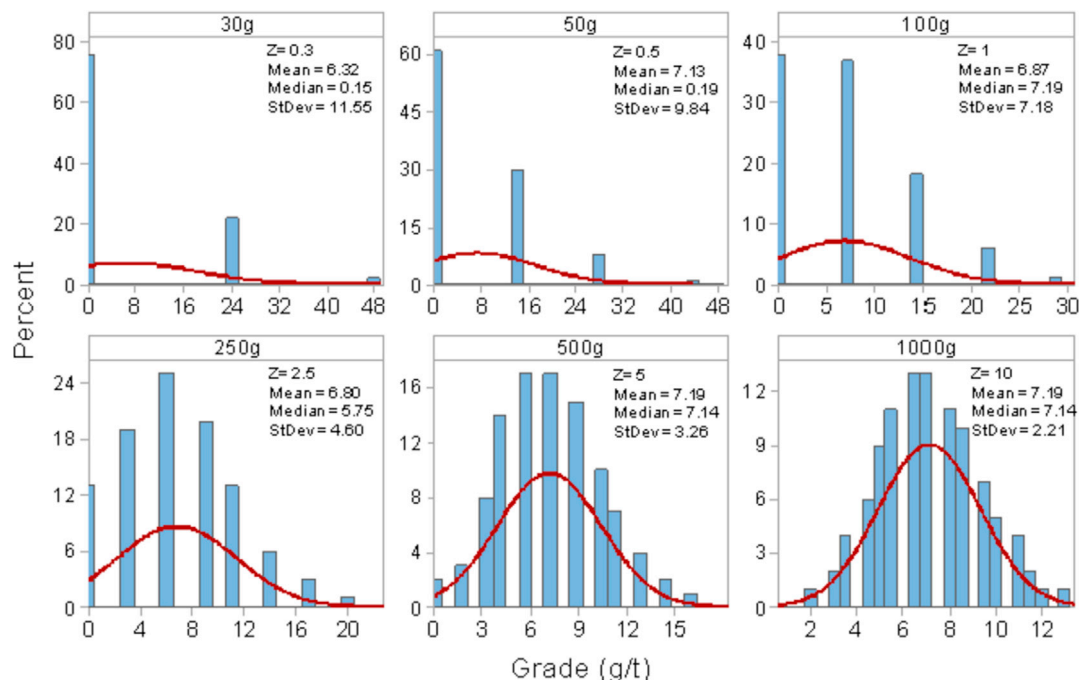 30g
50g
100g
Z= 0.3
Mean = 6.32
Median = 0.15
StDev = 11.55
Z= 0.5
Mean = 7.13
Median = 0.19
StDev = 9.84
Z= 1
Mean = 6.87
Median = 7.19
StDev = 7.18
80
60
40
20
0
0 8 16 24 32 40 48
60
45
30
15
0
0 8 16 24 32 40 48
40
30
20
10
0
0 5 10 15 20 25 30
Percent
250g
500g
1000g
Z= 2.5
Mean = 6.80
Median = 5.75
StDev = 4.60
Z= 5
Mean = 7.19
Median = 7.14
StDev = 3.26
Z= 10
Mean = 7.19
Median = 7.14
StDev = 2.21
24
18
12
6
0
0 4 8 12 16 20
16
12
8
4
0
0 3 6 9 12 15
12
9
6
3
0
2 4 6 8 10 12
Grade (g/t)